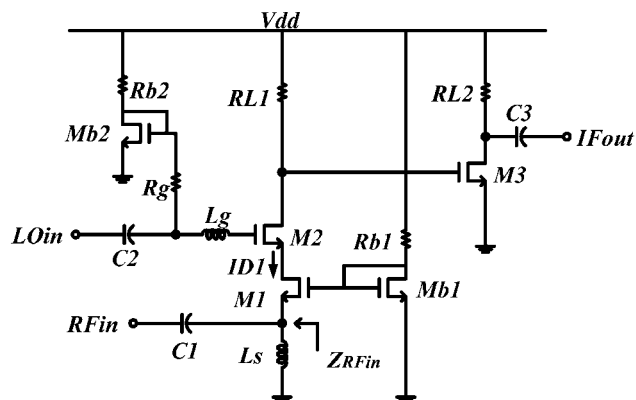 Vdd
Rb2
RL1
RL2
C3
Mb2
IFout
Rg
M3
Lg
LOin
M2
Rb1
C2
ID1
M1
Mb1
RFin
C1
Ls
ZRFin